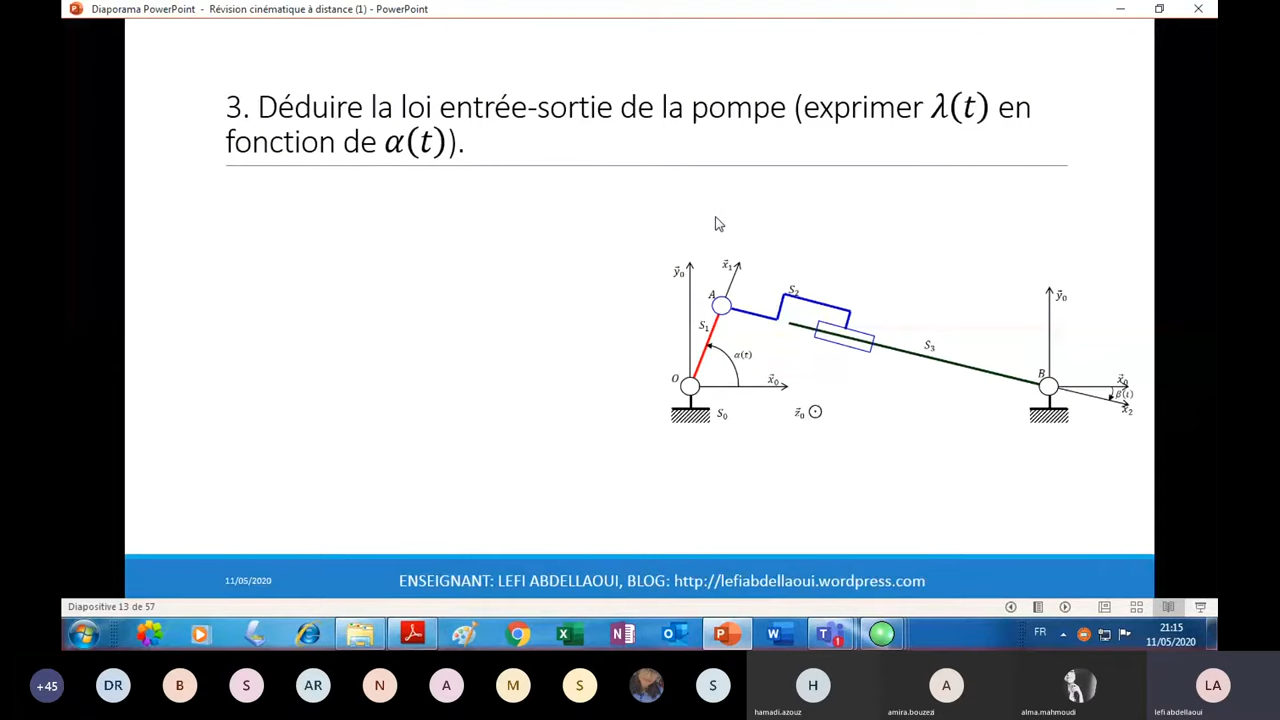 Diaporama PowerPoint - Révision cinématique à distance (1) - PowerPoint
3. Déduire la loi entrée-sortie de la pompe (exprimer λ(t) en
fonction de α(t)).
y⃗₀
x⃗₁
A
S₂
S₁
α(t)
S₃
y⃗₀
O
x⃗₀
B
x⃗₀
β(t)
x⃗₂
S₀
z⃗₀
11/05/2020
ENSEIGNANT: LEFI ABDELLAOUI, BLOG: http://lefiabdellaoui.wordpress.com
Diapositive 13 de 57
FR
21:15
11/05/2020
+45
DR
B
S
AR
N
A
M
S
S
H
A
LA
hamadi.azouz
amira.bouzezi
alma.mahmoudi
lefi abdellaoui